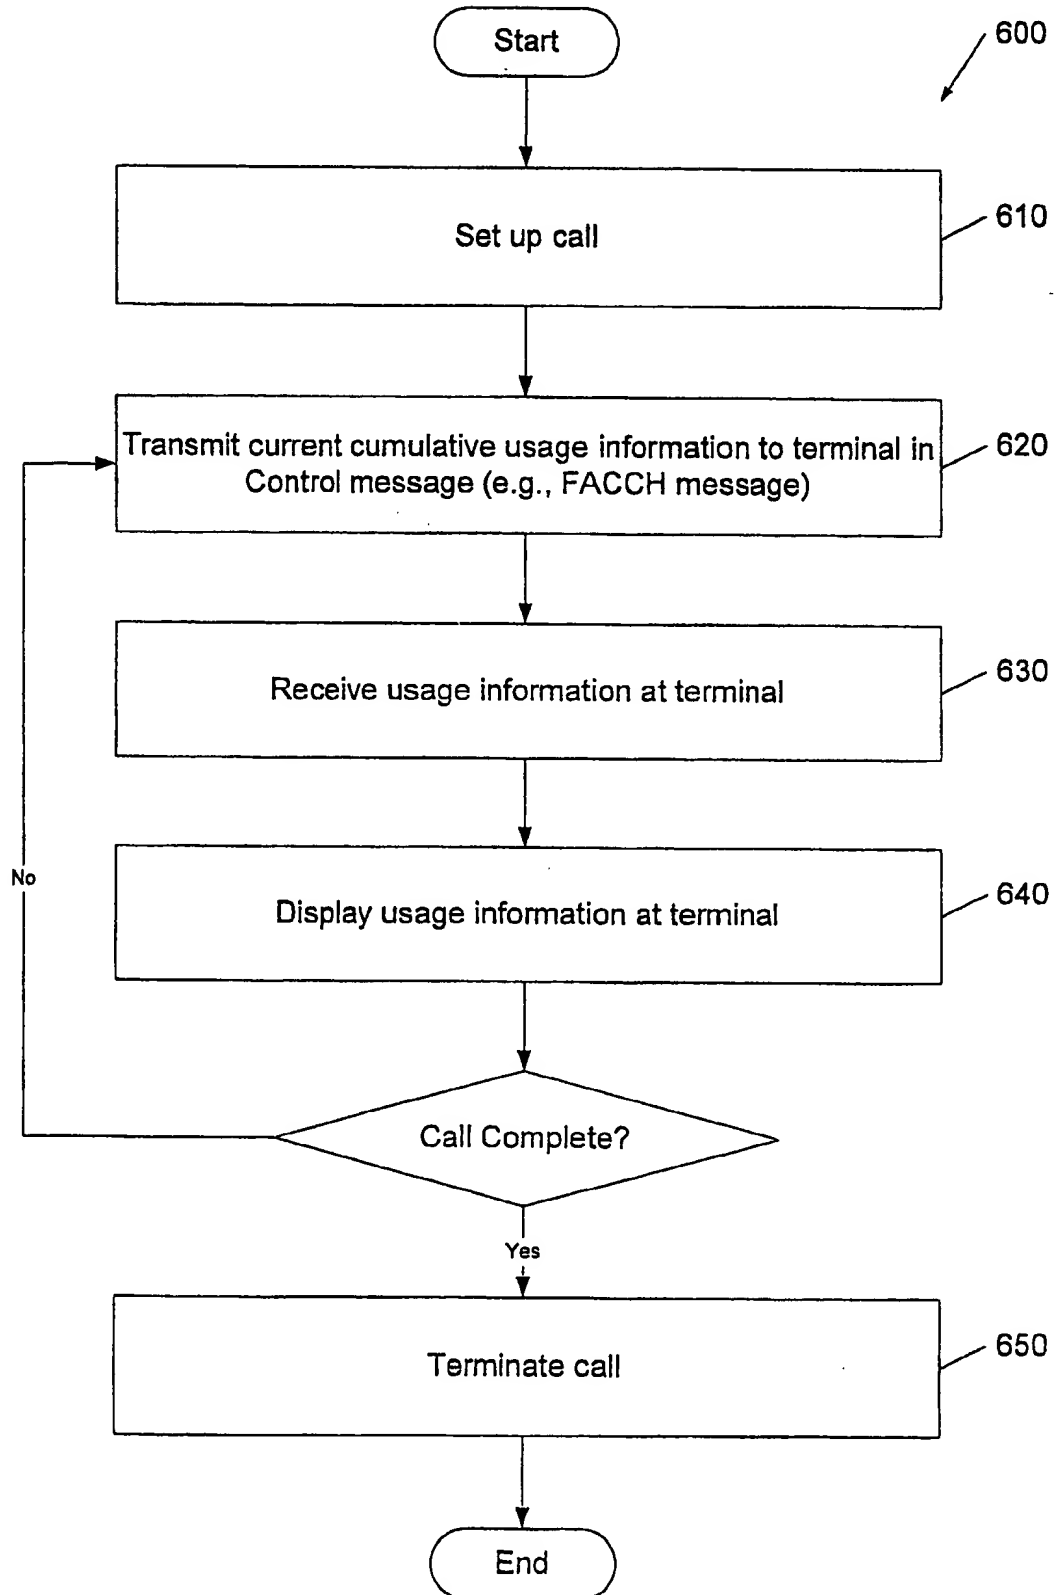 Start
600
Set up call
610
Transmit current cumulative usage information to terminal in
Control message (e.g., FACCH message)
620
Receive usage information at terminal
630
Display usage information at terminal
640
No
Call Complete?
Yes
Terminate call
650
End